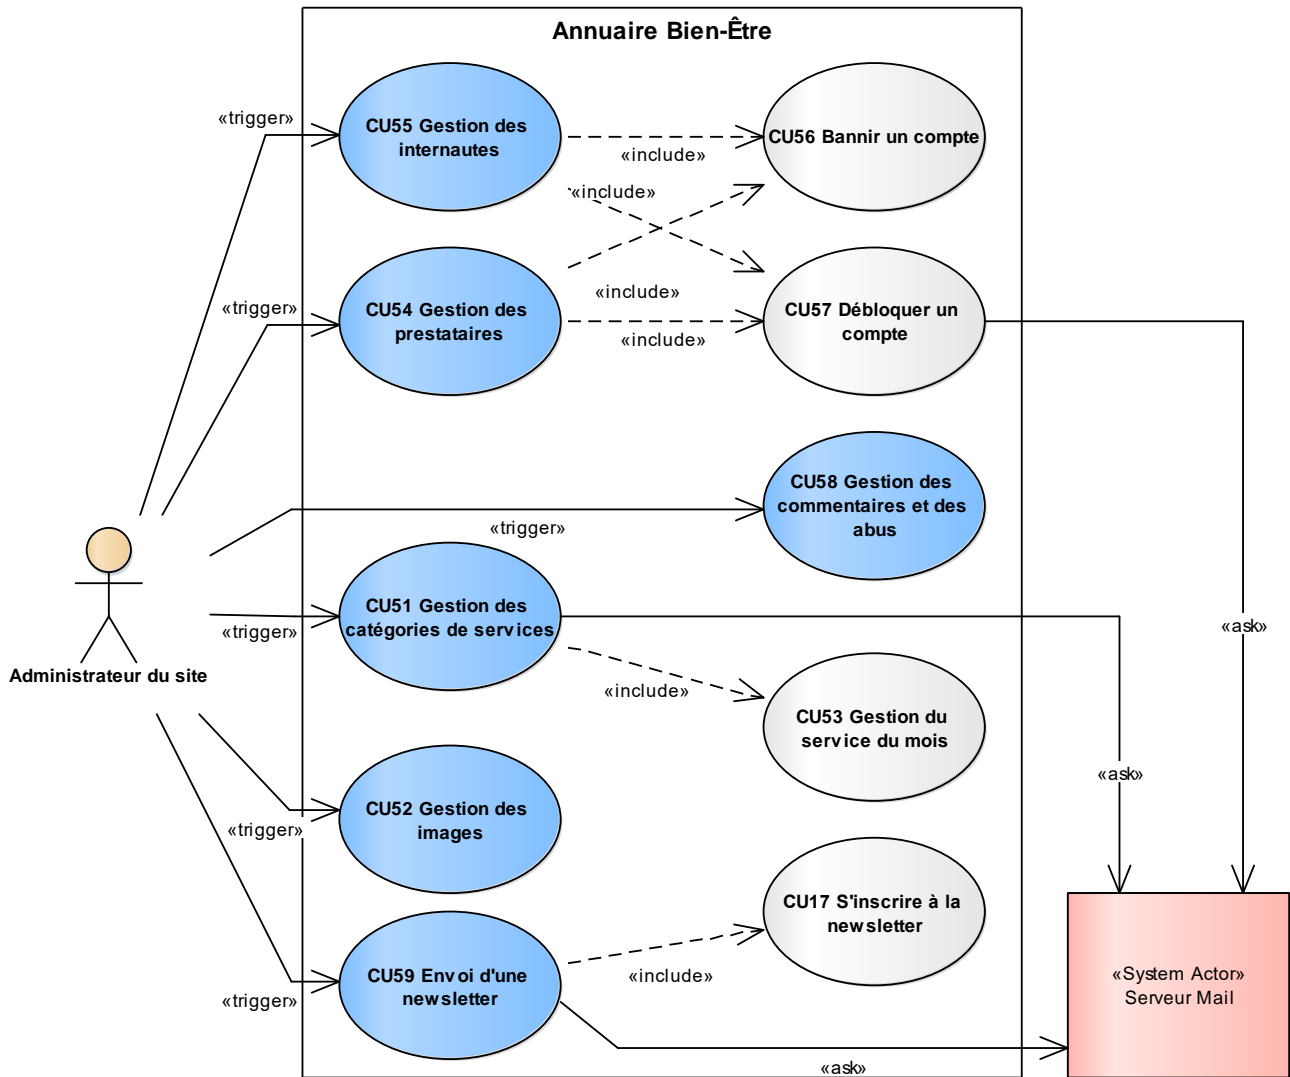 Annuaire Bien-Être
«trigger»
CU55 Gestion des
internautes
«include»
CU56 Bannir un compte
«include»
«trigger»
CU54 Gestion des
prestataires
«include»
«include»
CU57 Débloquer un
compte
CU58 Gestion des
commentaires et des
abus
«trigger»
Administrateur du site
«trigger»
CU51 Gestion des
catégories de services
«include»
«ask»
«ask»
CU53 Gestion du
service du mois
«trigger»
CU52 Gestion des
images
CU17 S'inscrire à la
newsletter
«trigger»
CU59 Envoi d'une
newsletter
«include»
«ask»
«System Actor»
Serveur Mail